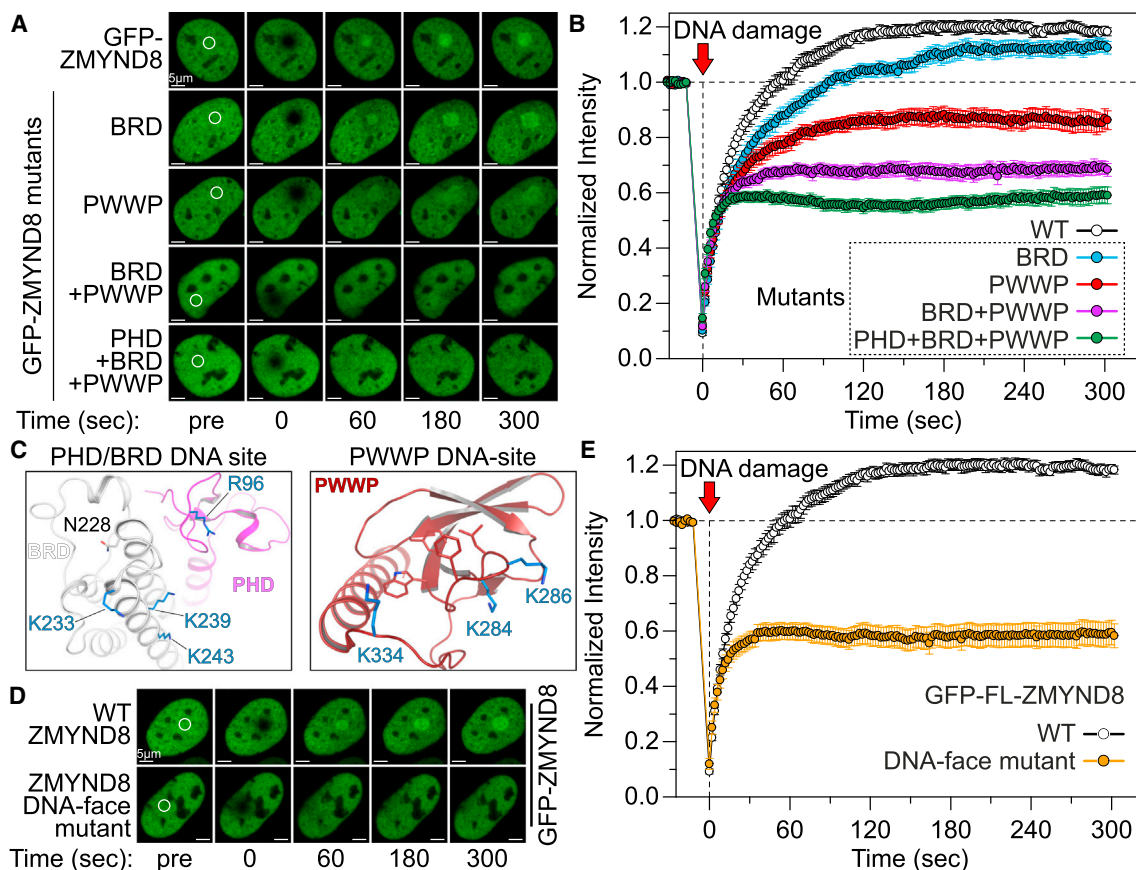 A
GFP-
ZMYND8
5µm
GFP-ZMYND8 mutants
BRD
PWWP
BRD
+PWWP
PHD
+BRD
+PWWP
Time (sec): pre 0 60 180 300
B
DNA damage
Normalized Intensity
1.2
1.0
0.8
0.6
0.4
0.2
0.0
WT
Mutants
BRD
PWWP
BRD+PWWP
PHD+BRD+PWWP
0 60 120 180 240 300
Time (sec)
C
PHD/BRD DNA site
R96
N228
BRD
PHD
K233
K239
K243
PWWP DNA-site
PWWP
K286
K284
K334
D
WT
ZMYND8
5µm
ZMYND8
DNA-face
mutant
GFP-ZMYND8
Time (sec): pre 0 60 180 300
E
DNA damage
Normalized Intensity
1.2
1.0
0.8
0.6
0.4
0.2
0.0
GFP-FL-ZMYND8
WT
DNA-face mutant
0 60 120 180 240 300
Time (sec)